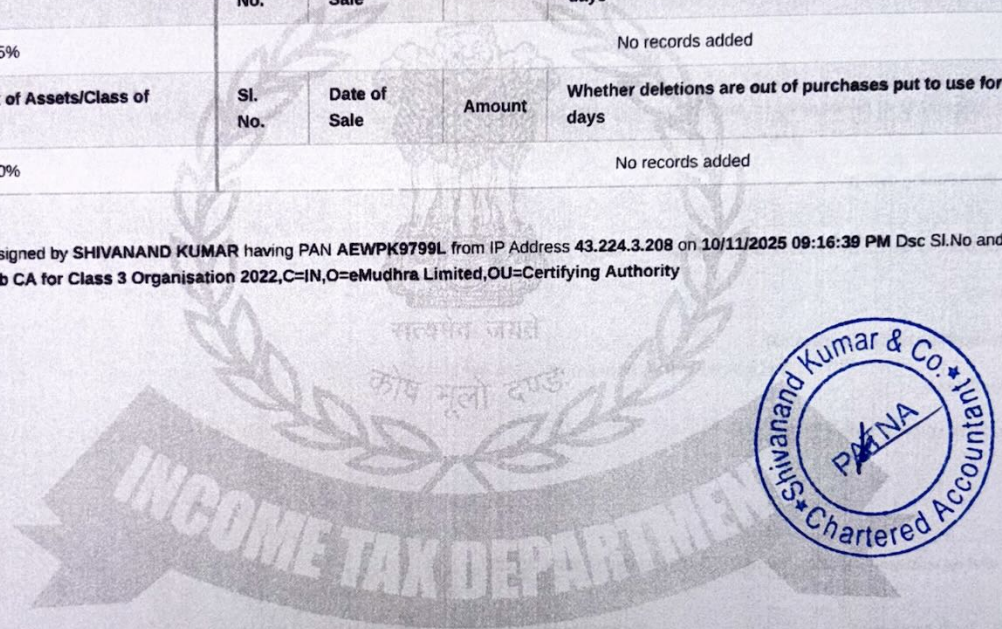 No. Sale days
5% No records added
of Assets/Class of Sl. No. Date of Sale Amount Whether deletions are out of purchases put to use for days
0% No records added
signed by SHIVANAND KUMAR having PAN AEWPK9799L from IP Address 43.224.3.208 on 10/11/2025 09:16:39 PM Dsc Sl.No and
b CA for Class 3 Organisation 2022,C=IN,O=eMudhra Limited,OU=Certifying Authority
सत्यमेव जयते
कोष मूलो दण्डः
INCOME TAX DEPARTMENT
Shivanand Kumar & Co.
PATNA
Chartered Accountant